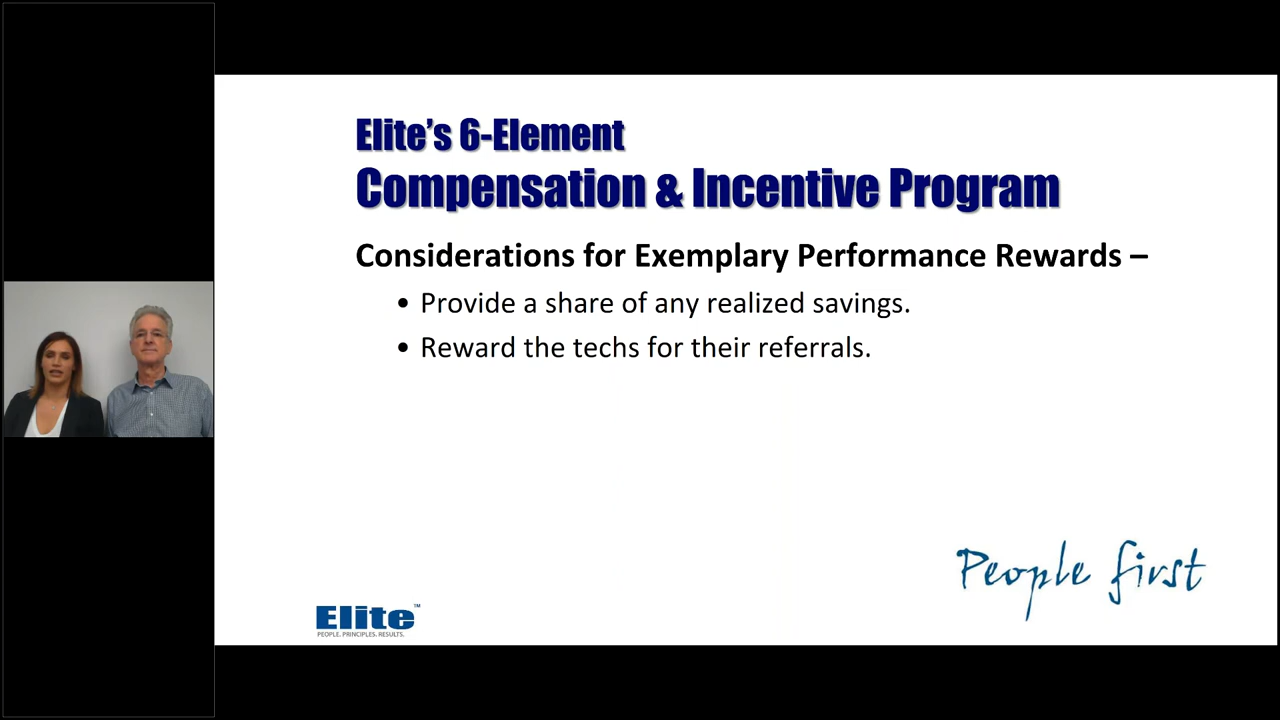 Elite's 6-Element
Compensation & Incentive Program
Considerations for Exemplary Performance Rewards –
• Provide a share of any realized savings.
• Reward the techs for their referrals.
People first
Elite™
PEOPLE. PRINCIPLES. RESULTS.